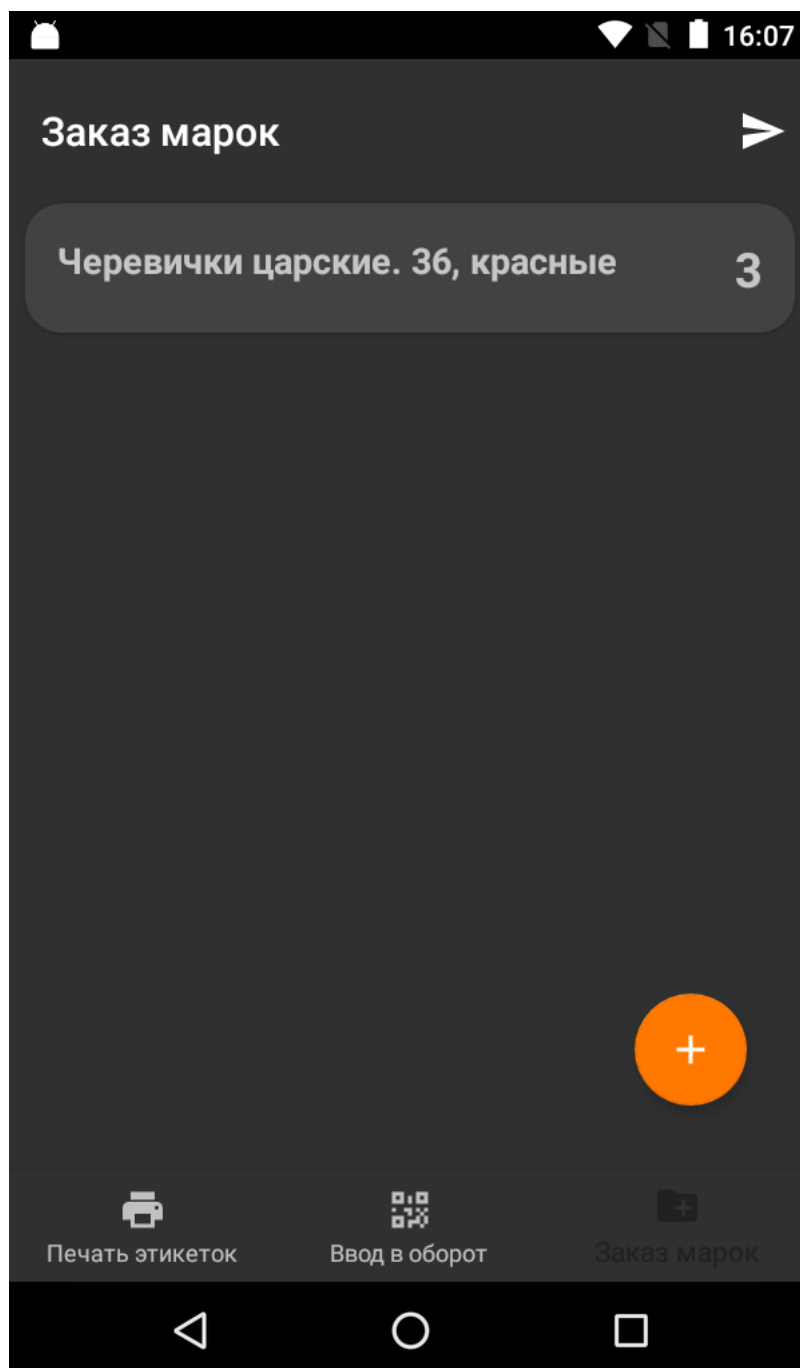 16:07
Заказ марок
Черевички царские. 36, красные 3
Печать этикеток Ввод в оборот Заказ марок